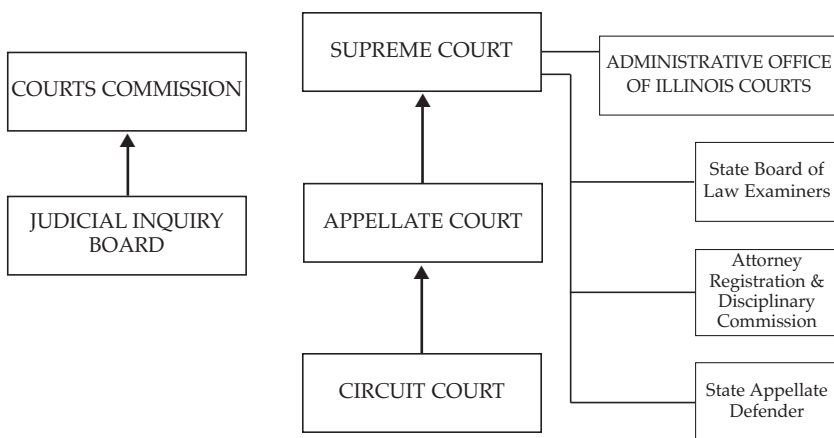 COURTS COMMISSION
JUDICIAL INQUIRY
BOARD
SUPREME COURT
APPELLATE COURT
CIRCUIT COURT
ADMINISTRATIVE OFFICE
OF ILLINOIS COURTS
State Board of
Law Examiners
Attorney
Registration &
Disciplinary
Commission
State Appellate
Defender